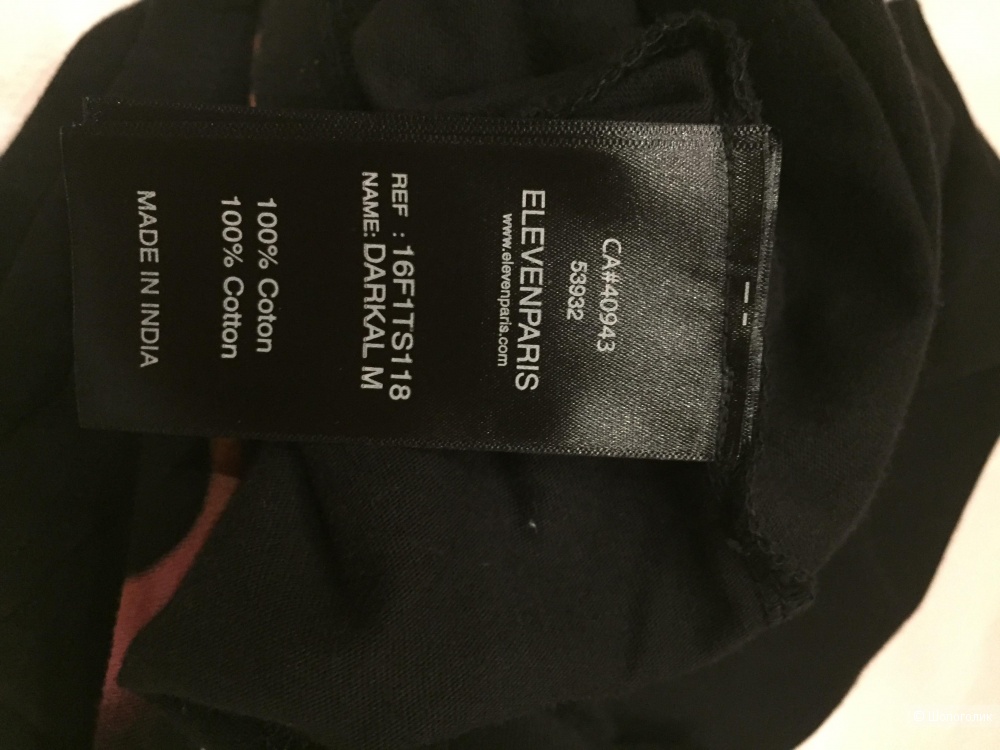 CA#40943
53932
ELEVENPARIS
www.elevenparis.com
REF : 16F1TS118
NAME: DARKAL M
100% Coton
100% Cotton
MADE IN INDIA